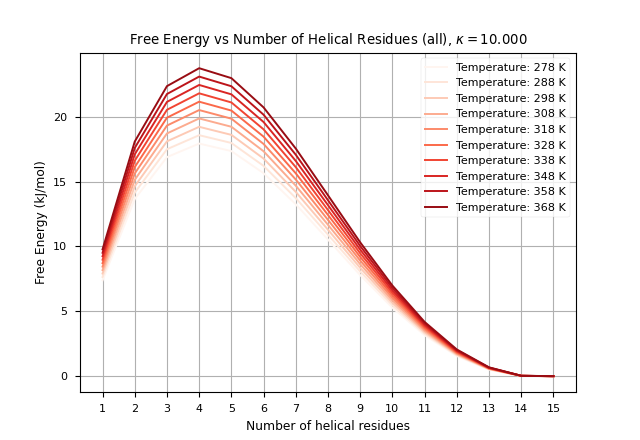 Free Energy vs Number of Helical Residues (all), κ = 10.000
Free Energy (kJ/mol)
20
15
10
5
0
Temperature: 278 K
Temperature: 288 K
Temperature: 298 K
Temperature: 308 K
Temperature: 318 K
Temperature: 328 K
Temperature: 338 K
Temperature: 348 K
Temperature: 358 K
Temperature: 368 K
1 2 3 4 5 6 7 8 9 10 11 12 13 14 15
Number of helical residues